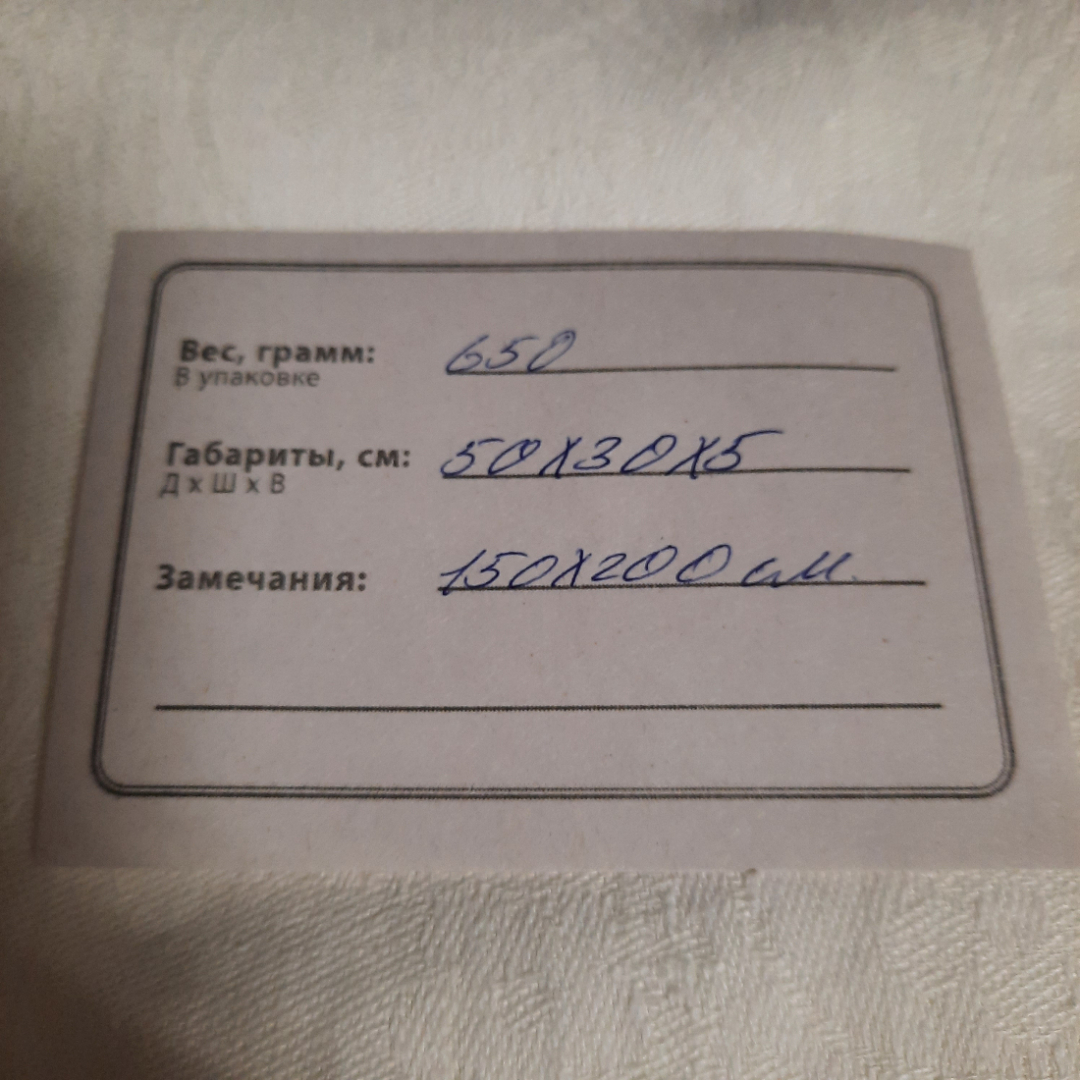 Вес, грамм: 650
В упаковке
Габариты, см: 50х30х5
Д х Ш х В
Замечания: 150х200 см.